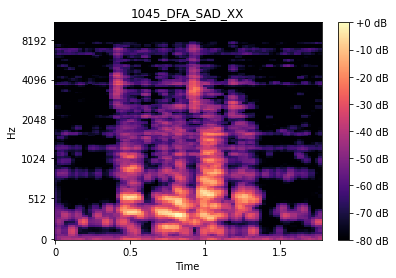 1045_DFA_SAD_XX
Hz
8192
4096
2048
1024
512
0
0
0.5
1
1.5
Time
+0 dB
-10 dB
-20 dB
-30 dB
-40 dB
-50 dB
-60 dB
-70 dB
-80 dB